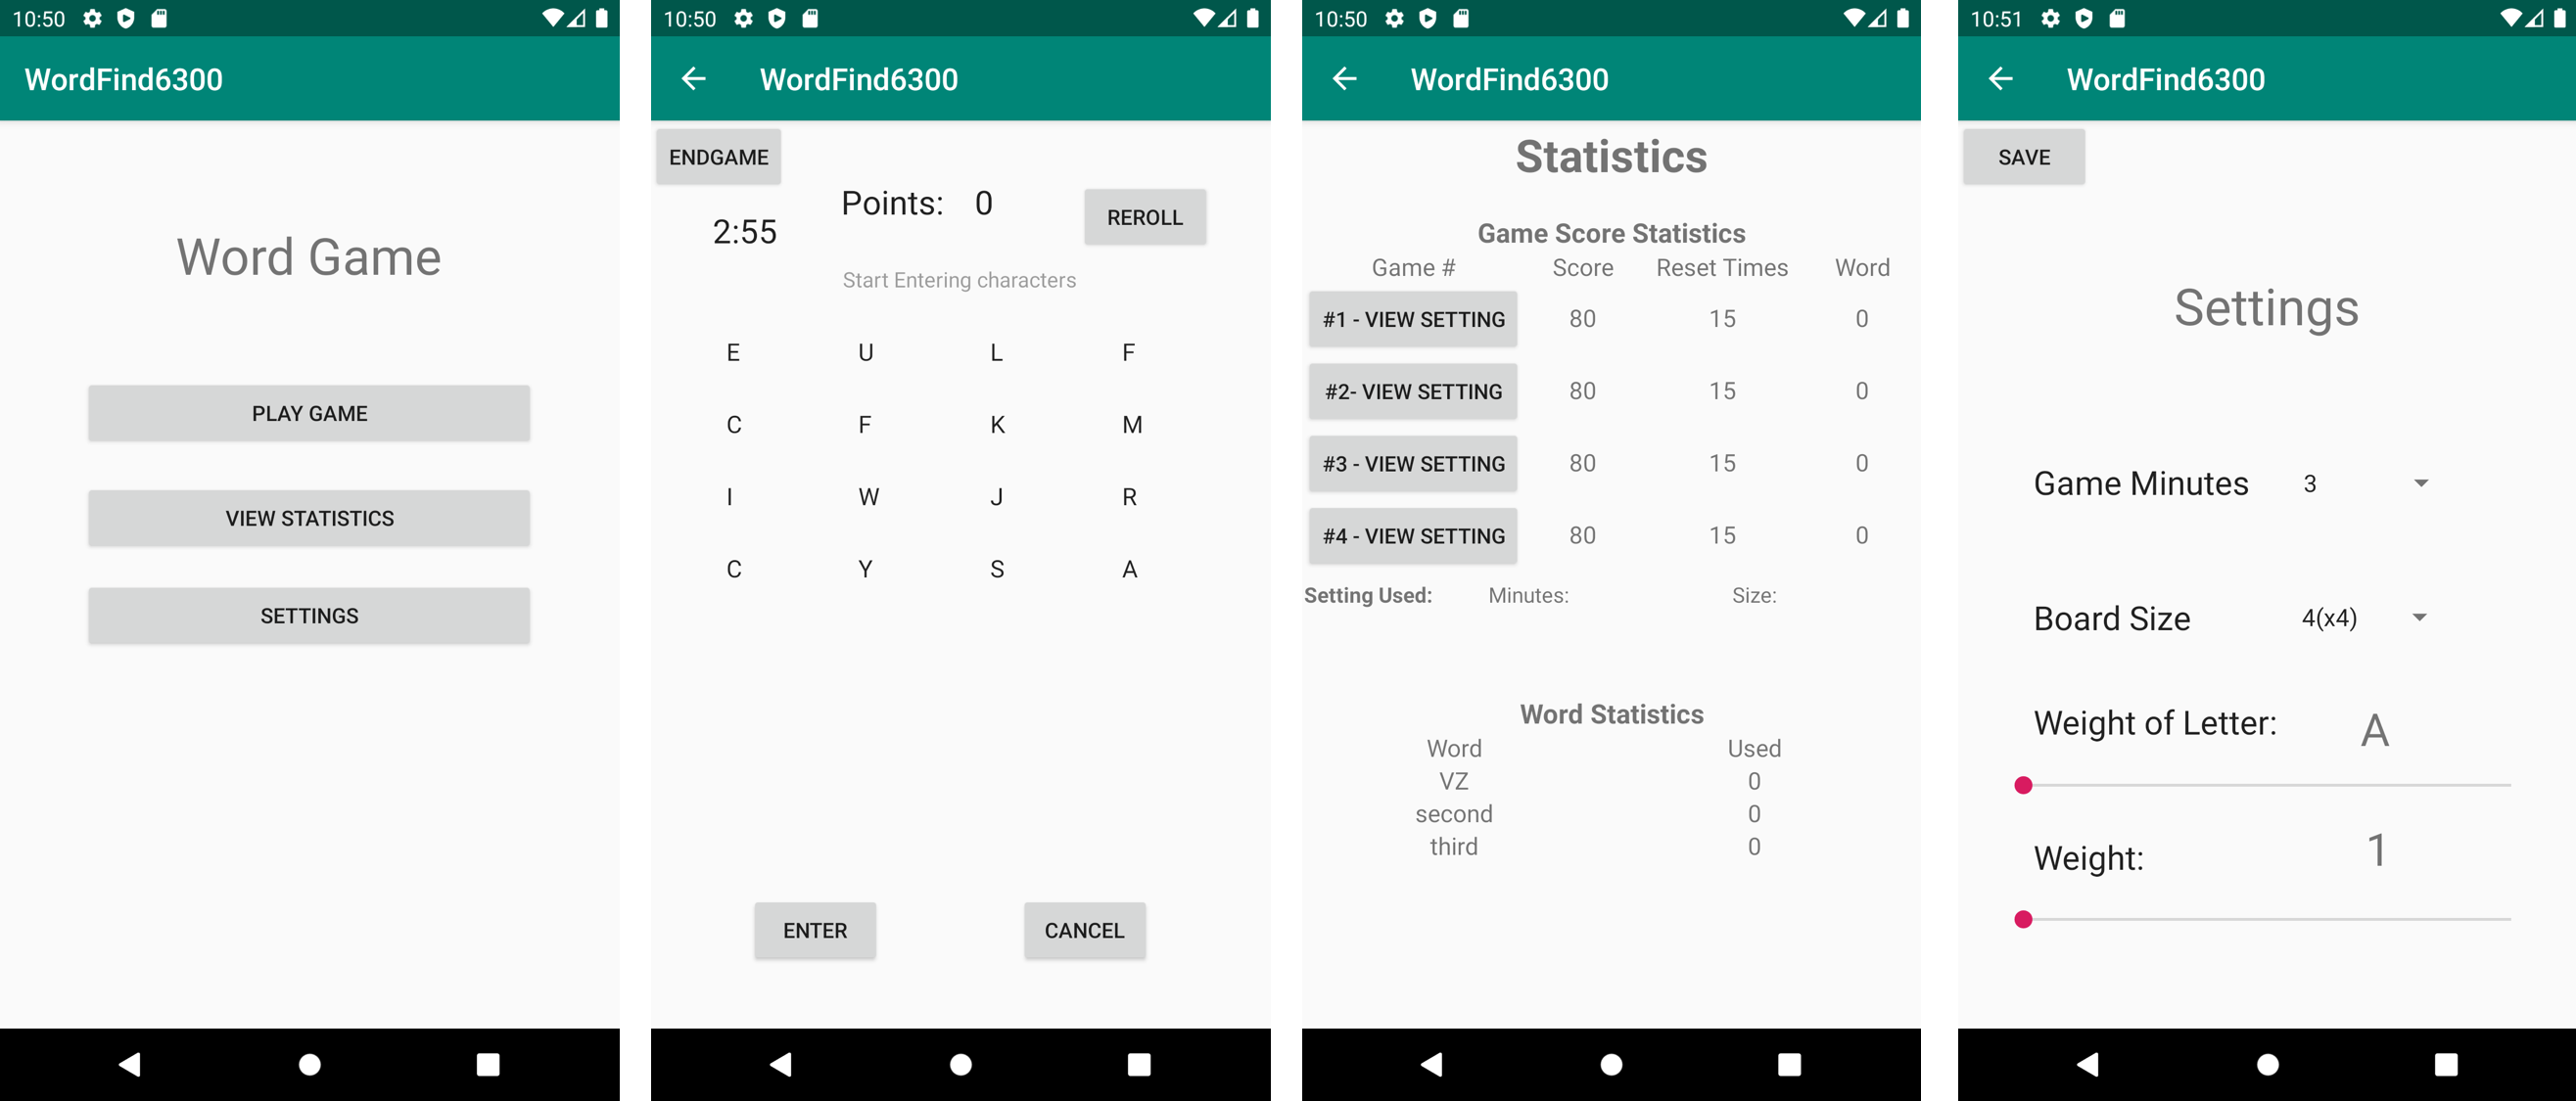 10:50
WordFind6300
Word Game
PLAY GAME
VIEW STATISTICS
SETTINGS
10:50
WordFind6300
ENDGAME
Points: 0
REROLL
2:55
Start Entering characters
E U L F
C F K M
I W J R
C Y S A
ENTER CANCEL
10:50
WordFind6300
Statistics
Game Score Statistics
Game # Score Reset Times Word
#1 - VIEW SETTING 80 15 0
#2- VIEW SETTING 80 15 0
#3 - VIEW SETTING 80 15 0
#4 - VIEW SETTING 80 15 0
Setting Used: Minutes: Size:
Word Statistics
Word Used
VZ 0
second 0
third 0
10:51
WordFind6300
SAVE
Settings
Game Minutes 3
Board Size 4(x4)
Weight of Letter: A
Weight: 1